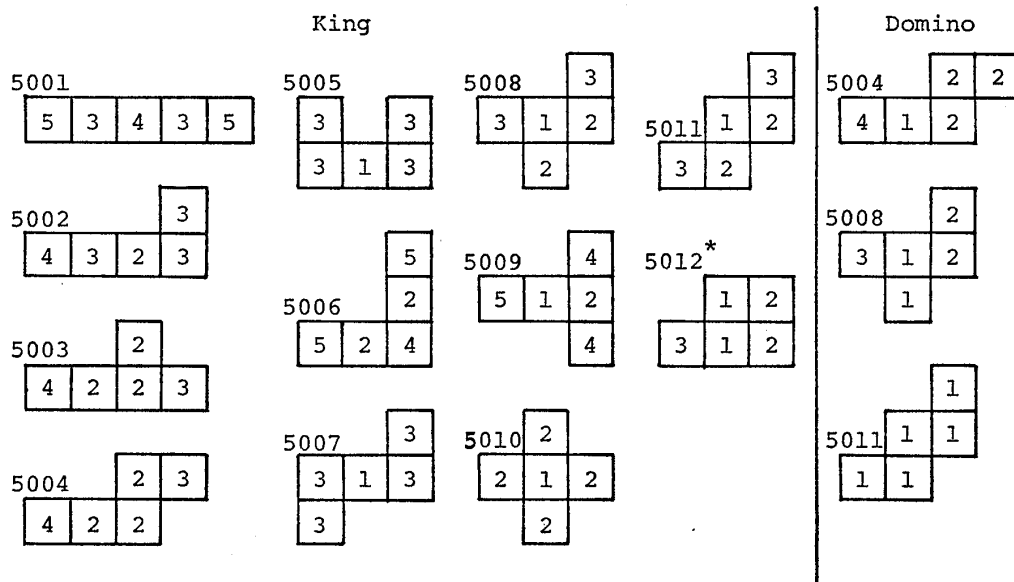 King Domino
3 3 2 2
5001 5005 5008 5004
5 3 4 3 5 3 3 3 1 2 1 2 4 1 2
5011
3 1 3 2 3 2
3 2
5002 5 4 5012* 5008
4 3 2 3 2 5009 5 1 2 1 2 3 1 2
5006
2 5 2 4 4 3 1 2 1
5003
4 2 2 3
1
3 2
5007 5010 5011 1 1
2 3 3 1 3 2 1 2 1 1
5004
4 2 2 3 2